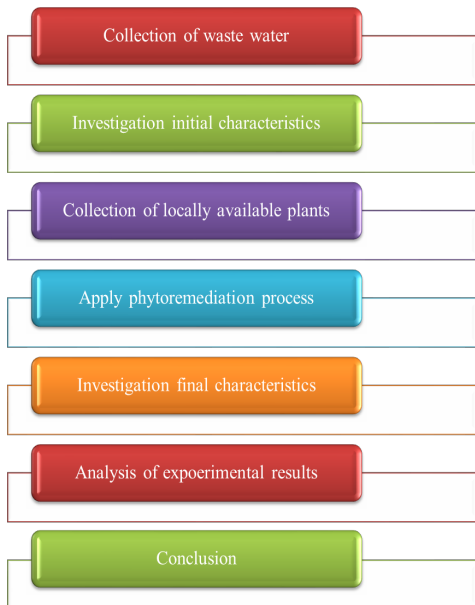 Collection of waste water
Investigation initial characteristics
Collection of locally available plants
Apply phytoremediation process
Investigation final characteristics
Analysis of expoerimental results
Conclusion